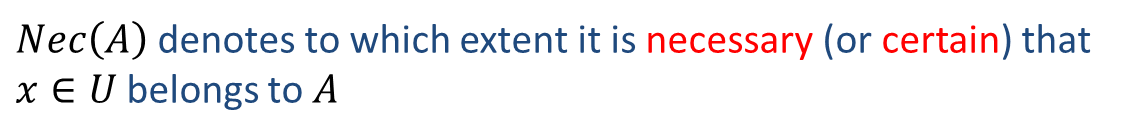 Nec(A) denotes to which extent it is necessary (or certain) that
x ∈ U belongs to A